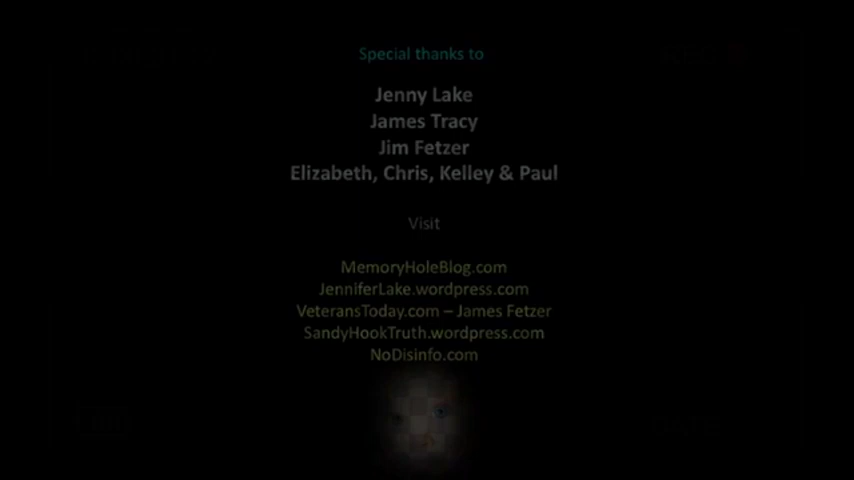 Special thanks to
Jenny Lake
James Tracy
Jim Fetzer
Elizabeth, Chris, Kelley & Paul
Visit
MemoryHoleBlog.com
JenniferLake.wordpress.com
VeteransToday.com – James Fetzer
SandyHookTruth.wordpress.com
NoDisinfo.com